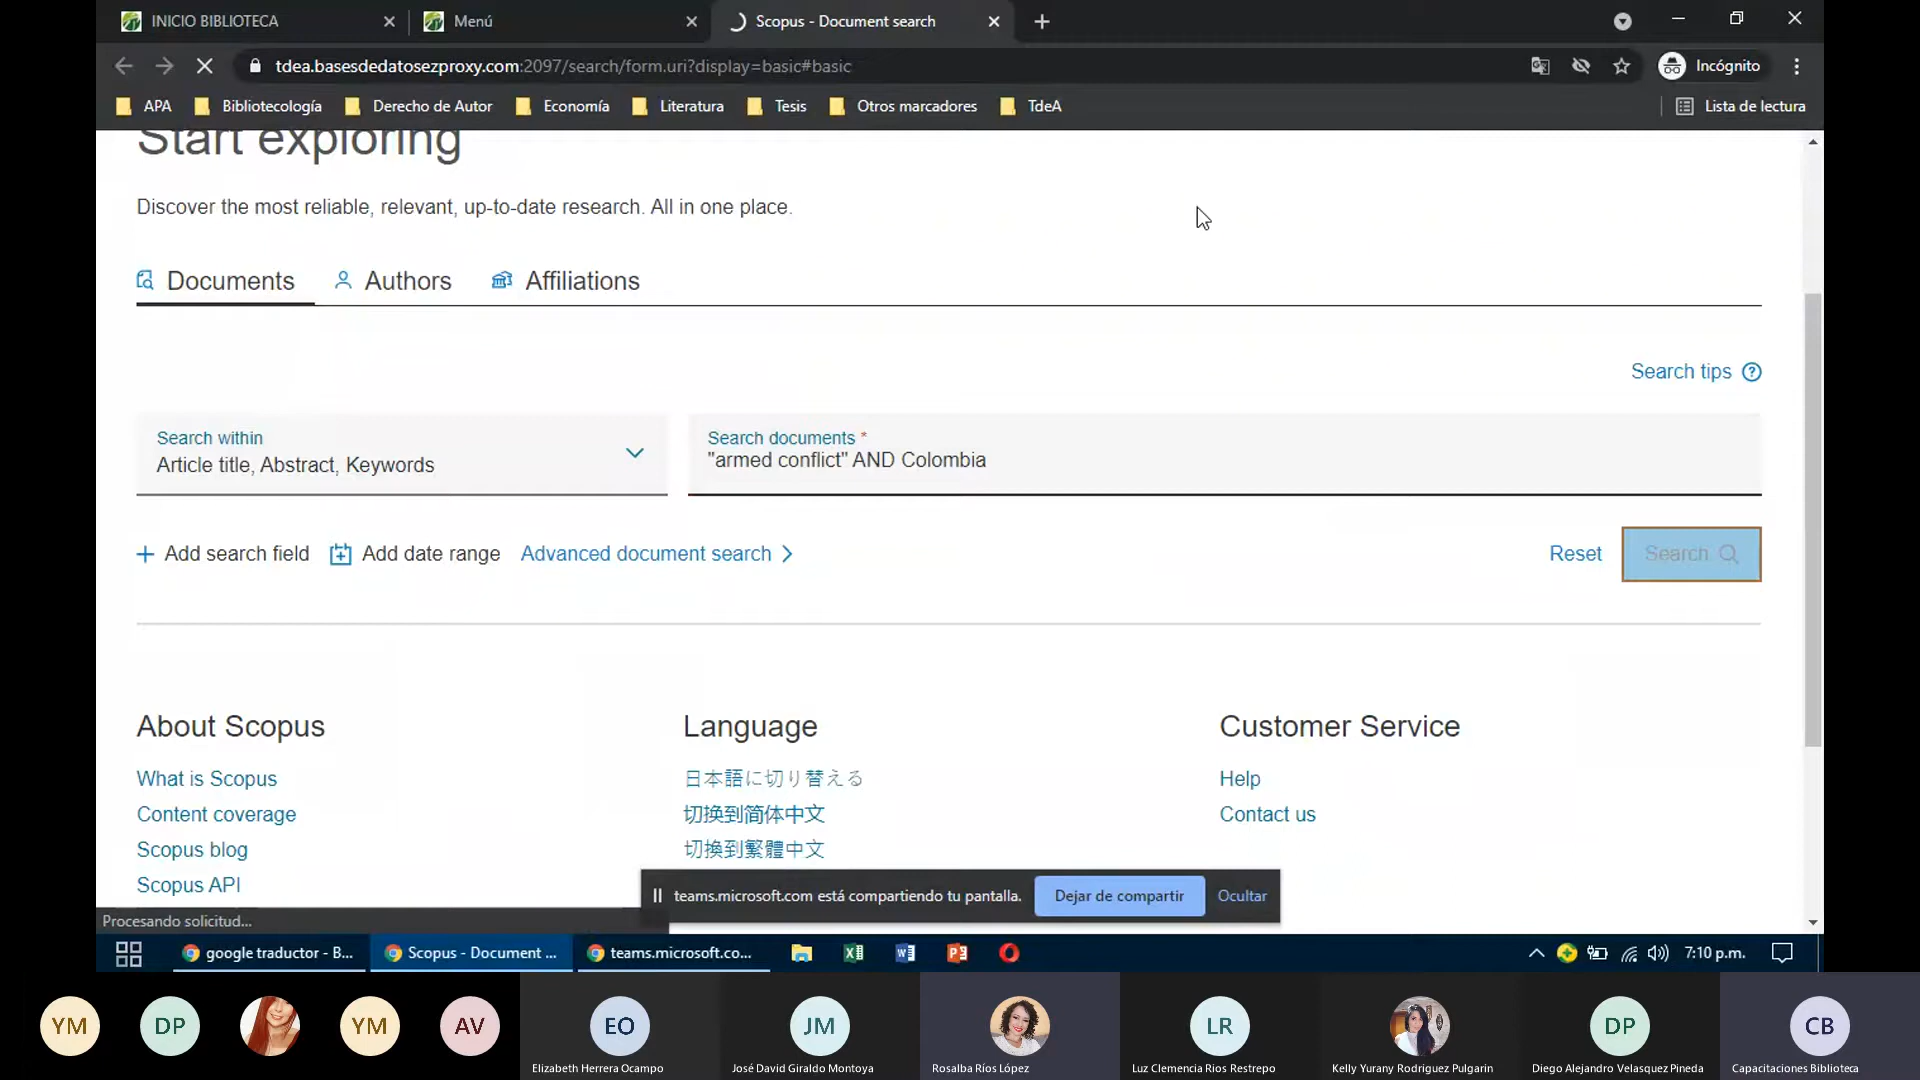 INICIO BIBLIOTECA
Menú
Scopus - Document search
tdea.basesdedatosezproxy.com:2097/search/form.uri?display=basic#basic
Incógnito
APA
Bibliotecología
Derecho de Autor
Economía
Literatura
Tesis
Otros marcadores
TdeA
Lista de lectura
Start exploring
Discover the most reliable, relevant, up-to-date research. All in one place.
Documents
Authors
Affiliations
Search tips
Search within
Article title, Abstract, Keywords
Search documents *
"armed conflict" AND Colombia
Add search field
Add date range
Advanced document search
Reset
Search
About Scopus
What is Scopus
Content coverage
Scopus blog
Scopus API
Language
日本語に切り替える
切换到简体中文
切換到繁體中文
Customer Service
Help
Contact us
teams.microsoft.com está compartiendo tu pantalla.
Dejar de compartir
Ocultar
Procesando solicitud...
google traductor - B...
Scopus - Document ...
teams.microsoft.co...
7:10 p.m.
YM
DP
YM
AV
EO
Elizabeth Herrera Ocampo
JM
José David Giraldo Montoya
Rosalba Ríos López
LR
Luz Clemencia Rios Restrepo
Kelly Yurany Rodriguez Pulgarin
DP
Diego Alejandro Velasquez Pineda
CB
Capacitaciones Biblioteca